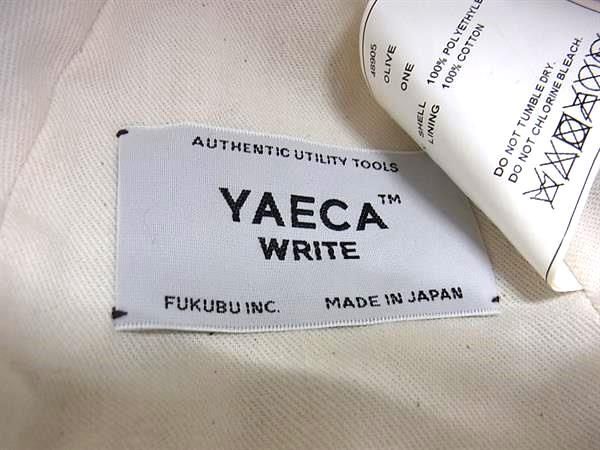 AUTHENTIC UTILITY TOOLS
YAECA™
WRITE
FUKUBU INC. MADE IN JAPAN
48905
OLIVE
ONE
SHELL 100% POLYETHYLE
LINING 100% COTTON
DO NOT TUMBLE DRY.
DO NOT CHLORINE BLEACH.